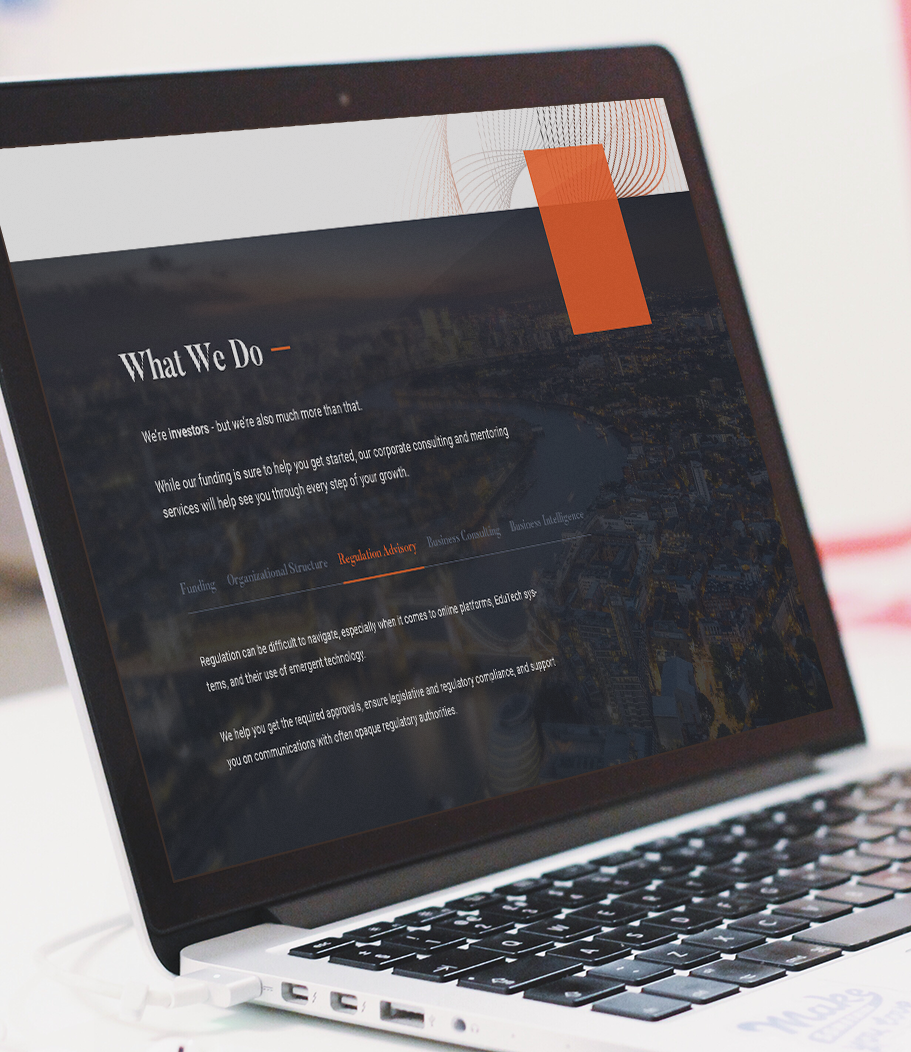 What We Do
We're investors - but we're also much more than that.
While our funding is sure to help you get started, our corporate consulting and mentoring
services will help see you through every step of your growth.
Funding Organizational Structure Regulation Advisory Business Consulting Business Intelligence
Regulation can be difficult to navigate, especially when it comes to online platforms, EduTech sys-
tems, and their use of emergent technology.
We help you get the required approvals, ensure legislative and regulatory compliance, and support
you on communications with often opaque regulatory authorities.
Make